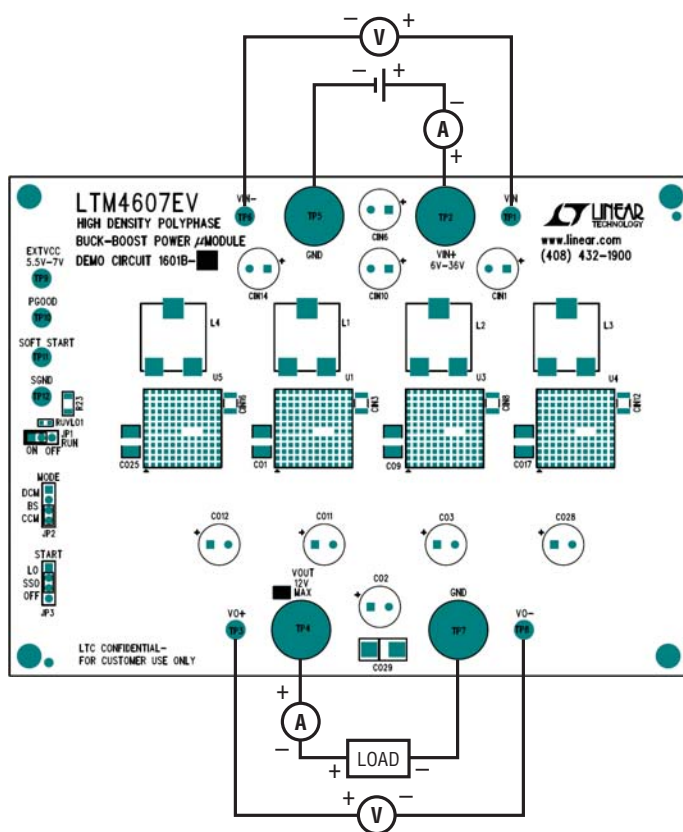 − V +
− +
− A +
LTM4607EV
HIGH DENSITY POLYPHASE
BUCK-BOOST POWER µMODULE
DEMO CIRCUIT 1601B-
VIN-
TP6
TP5
GND
CIN6
+
TP2
VIN+
6V-36V
VIN
TP1
LINEAR
TECHNOLOGY
www.linear.com
(408) 432-1900
EXTVCC
5.5V-7V
TP9
PGOOD
TP10
SOFT START
TP11
SGND
TP12
R23
RUVLO1
JP1
RUN
ON OFF
MODE
DCM
BS
CCM
JP2
START
LO
SSO
OFF
JP3
CIN14 +
CIN10 +
CIN1 +
L4
L1
L2
L3
U5
U1
U3
U4
CIN16
CIN3
CIN8
CIN12
CO25
CO1
CO9
CO17
CO12 +
CO11 +
CO3 +
CO28 +
VOUT
12V
MAX
CO2 +
GND
VO+
TP3
TP4
TP7
VO-
TP8
CO29
LTC CONFIDENTIAL-
FOR CUSTOMER USE ONLY
+ A −
+ LOAD −
+ V −